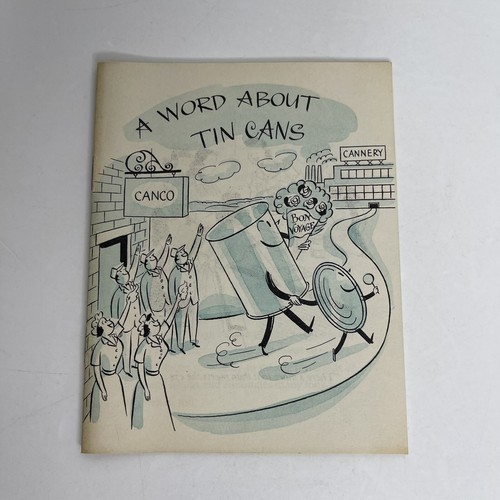 A WORD ABOUT
TIN CANS
CANNERY
CANCO
BON
VOYAGE